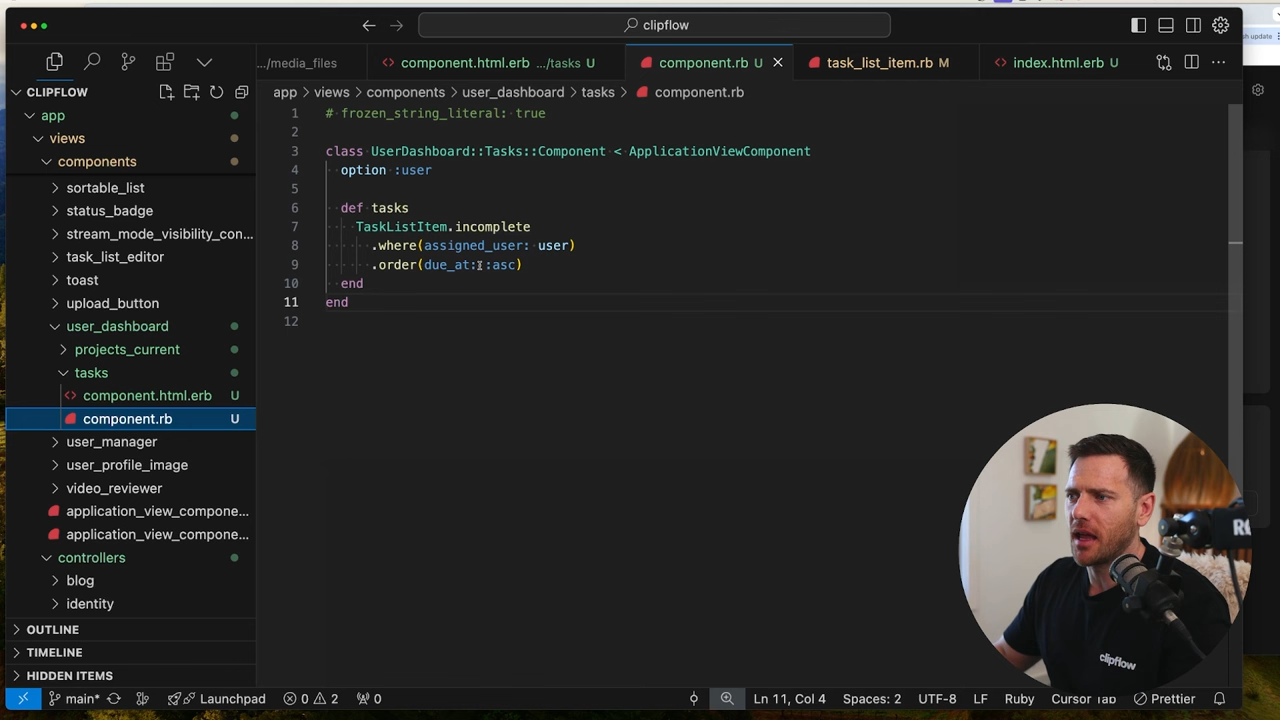 clipflow
.../media_files
component.html.erb .../tasks U
component.rb U
task_list_item.rb M
index.html.erb U
CLIPFLOW
app > views > components > user_dashboard > tasks > component.rb
app
views
components
sortable_list
status_badge
stream_mode_visibility_con...
task_list_editor
toast
upload_button
user_dashboard
projects_current
tasks
component.html.erb U
component.rb U
user_manager
user_profile_image
video_reviewer
application_view_compone...
application_view_compone...
controllers
blog
identity
OUTLINE
TIMELINE
HIDDEN ITEMS
1 # frozen_string_literal: true
2
3 class UserDashboard::Tasks::Component < ApplicationViewComponent
4 option :user
5
6 def tasks
7 TaskListItem.incomplete
8 .where(assigned_user: user)
9 .order(due_at: :asc)
10 end
11 end
12
clipflow
main* Launchpad 0 2 0 Ln 11, Col 4 Spaces: 2 UTF-8 LF Ruby Cursor Tab Prettier